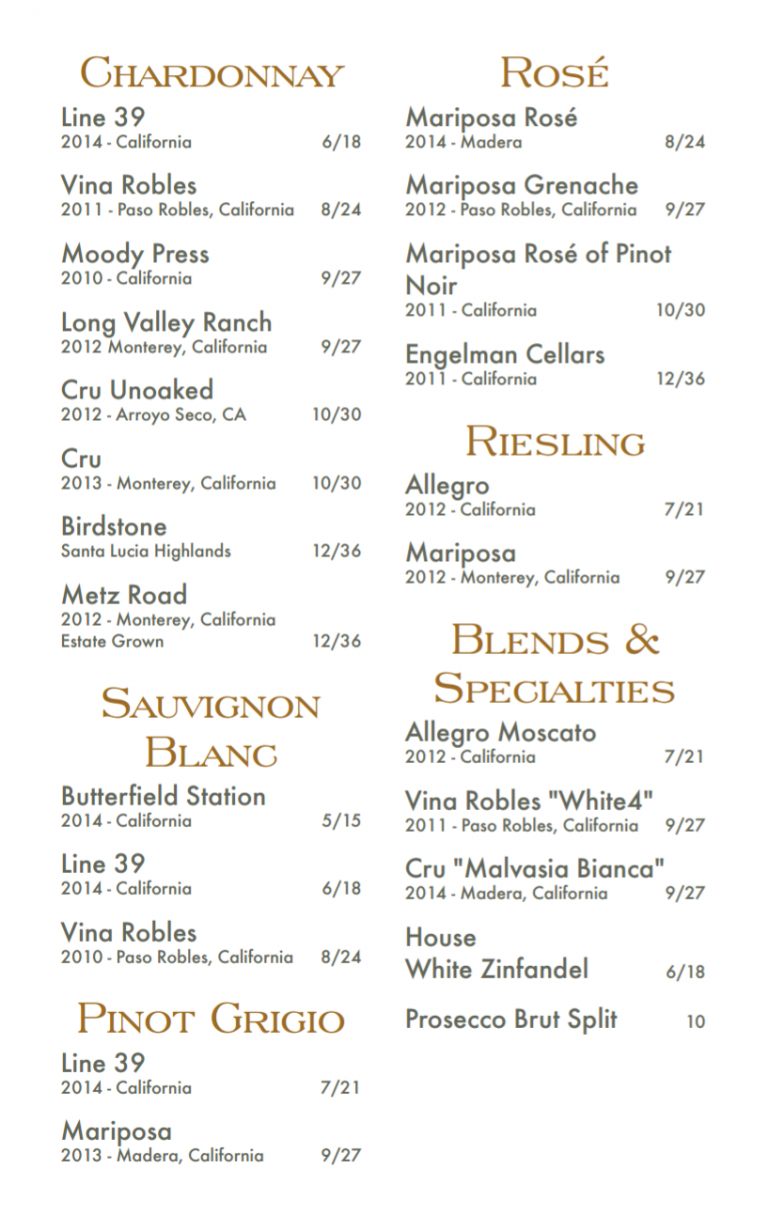 Chardonnay
Line 39
2014 - California 6/18
Vina Robles
2011 - Paso Robles, California 8/24
Moody Press
2010 - California 9/27
Long Valley Ranch
2012 Monterey, California 9/27
Cru Unoaked
2012 - Arroyo Seco, CA 10/30
Cru
2013 - Monterey, California 10/30
Birdstone
Santa Lucia Highlands 12/36
Metz Road
2012 - Monterey, California
Estate Grown 12/36
Sauvignon
Blanc
Butterfield Station
2014 - California 5/15
Line 39
2014 - California 6/18
Vina Robles
2010 - Paso Robles, California 8/24
Pinot Grigio
Line 39
2014 - California 7/21
Mariposa
2013 - Madera, California 9/27
Rosé
Mariposa Rosé
2014 - Madera 8/24
Mariposa Grenache
2012 - Paso Robles, California 9/27
Mariposa Rosé of Pinot
Noir
2011 - California 10/30
Engelman Cellars
2011 - California 12/36
Riesling
Allegro
2012 - California 7/21
Mariposa
2012 - Monterey, California 9/27
Blends &
Specialties
Allegro Moscato
2012 - California 7/21
Vina Robles "White4"
2011 - Paso Robles, California 9/27
Cru "Malvasia Bianca"
2014 - Madera, California 9/27
House
White Zinfandel 6/18
Prosecco Brut Split 10